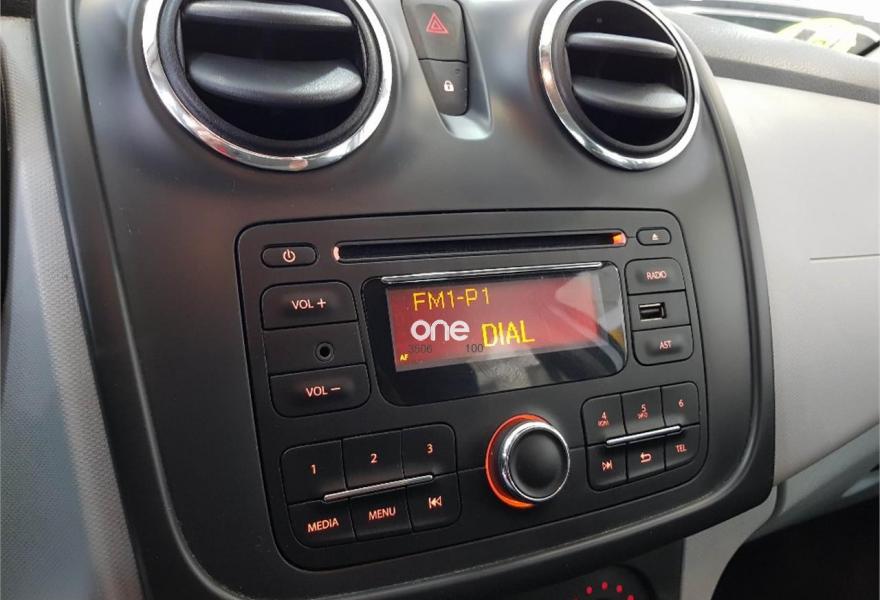 VOL +
VOL −
RADIO
AST
FM1-P1
one DIAL
3506 100
AF
1
2
3
MEDIA
MENU
4
5
6
TEL